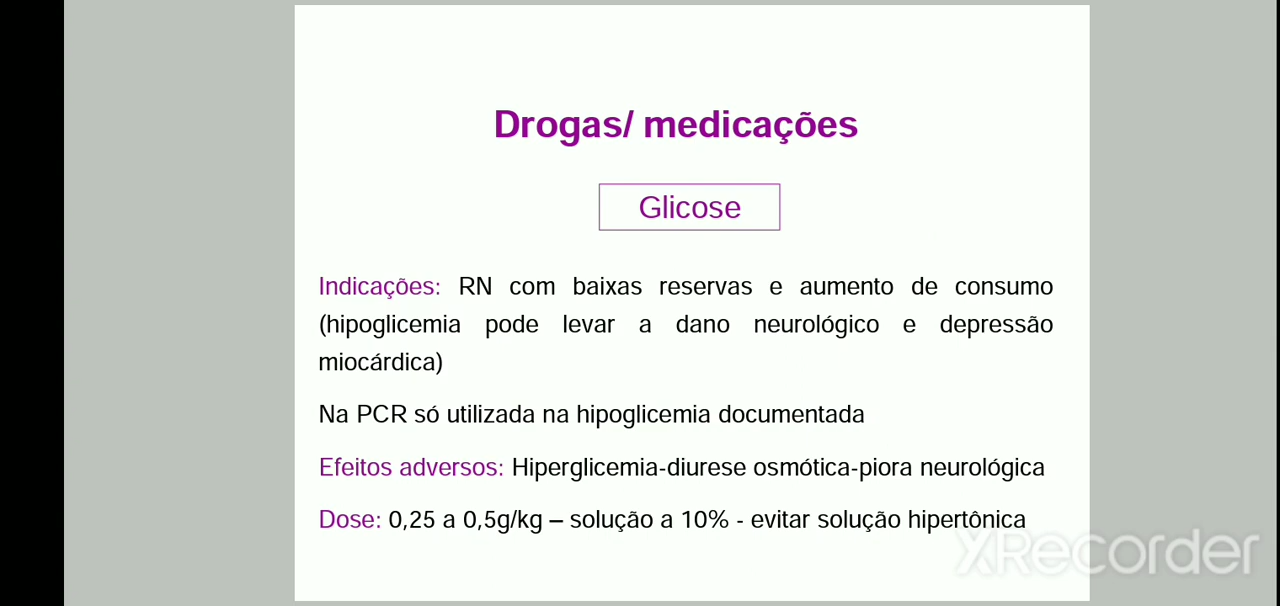 Drogas/ medicações
Glicose
Indicações: RN com baixas reservas e aumento de consumo
(hipoglicemia pode levar a dano neurológico e depressão
miocárdica)
Na PCR só utilizada na hipoglicemia documentada
Efeitos adversos: Hiperglicemia-diurese osmótica-piora neurológica
Dose: 0,25 a 0,5g/kg – solução a 10% - evitar solução hipertônica
XRecorder